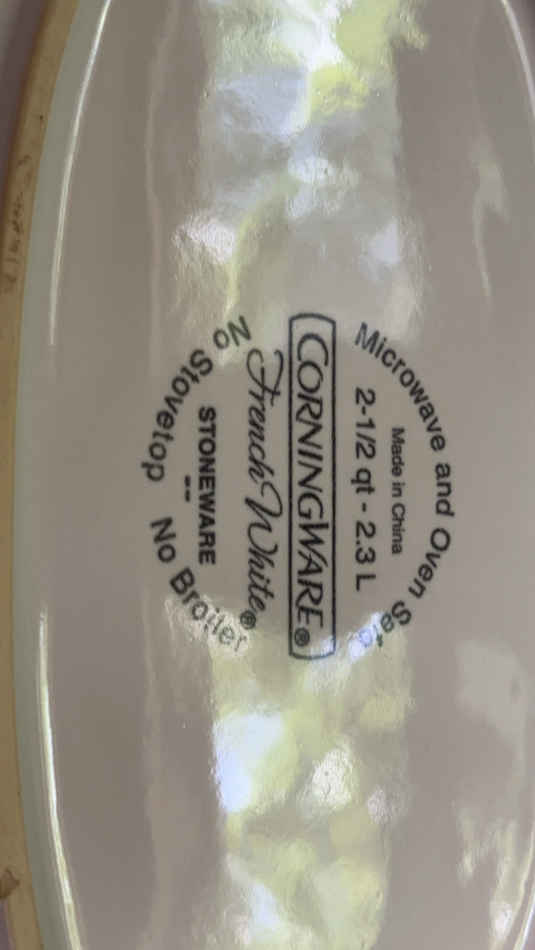 Microwave and Oven Safe
Made in China
2-1/2 qt - 2.3 L
CORNINGWARE®
French White®
STONEWARE
--
No Stovetop No Broiler